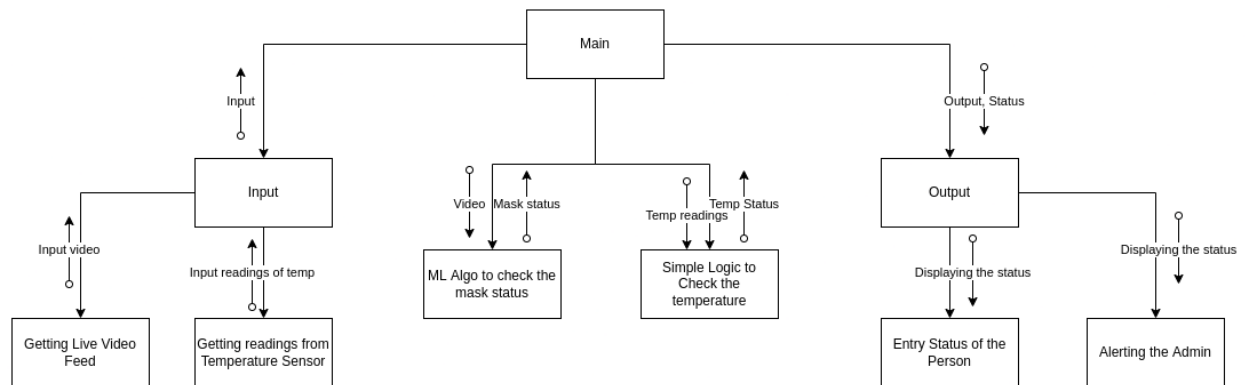 Main
Input
Output, Status
Input
Output
Video
Mask status
Temp readings
Temp Status
Input video
Input readings of temp
ML Algo to check the
mask status
Simple Logic to
Check the
temperature
Displaying the status
Displaying the status
Getting Live Video
Feed
Getting readings from
Temperature Sensor
Entry Status of the
Person
Alerting the Admin